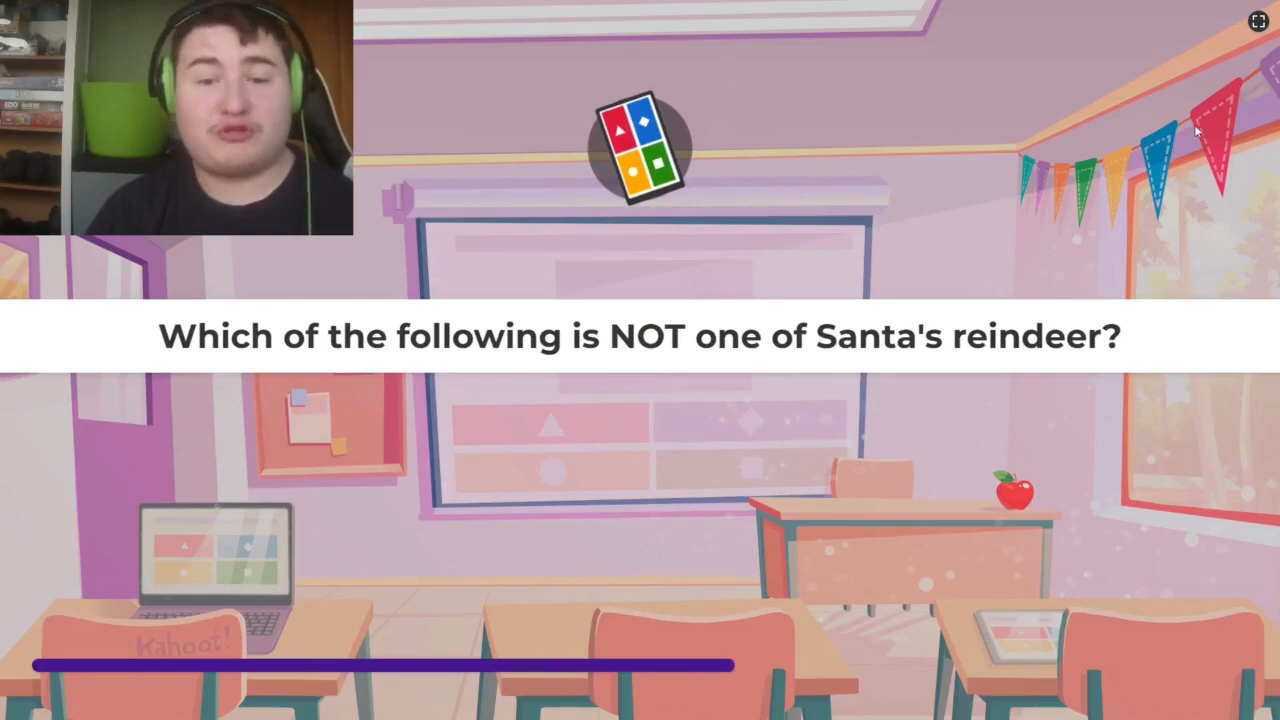 Which of the following is NOT one of Santa's reindeer?
Kahoot!